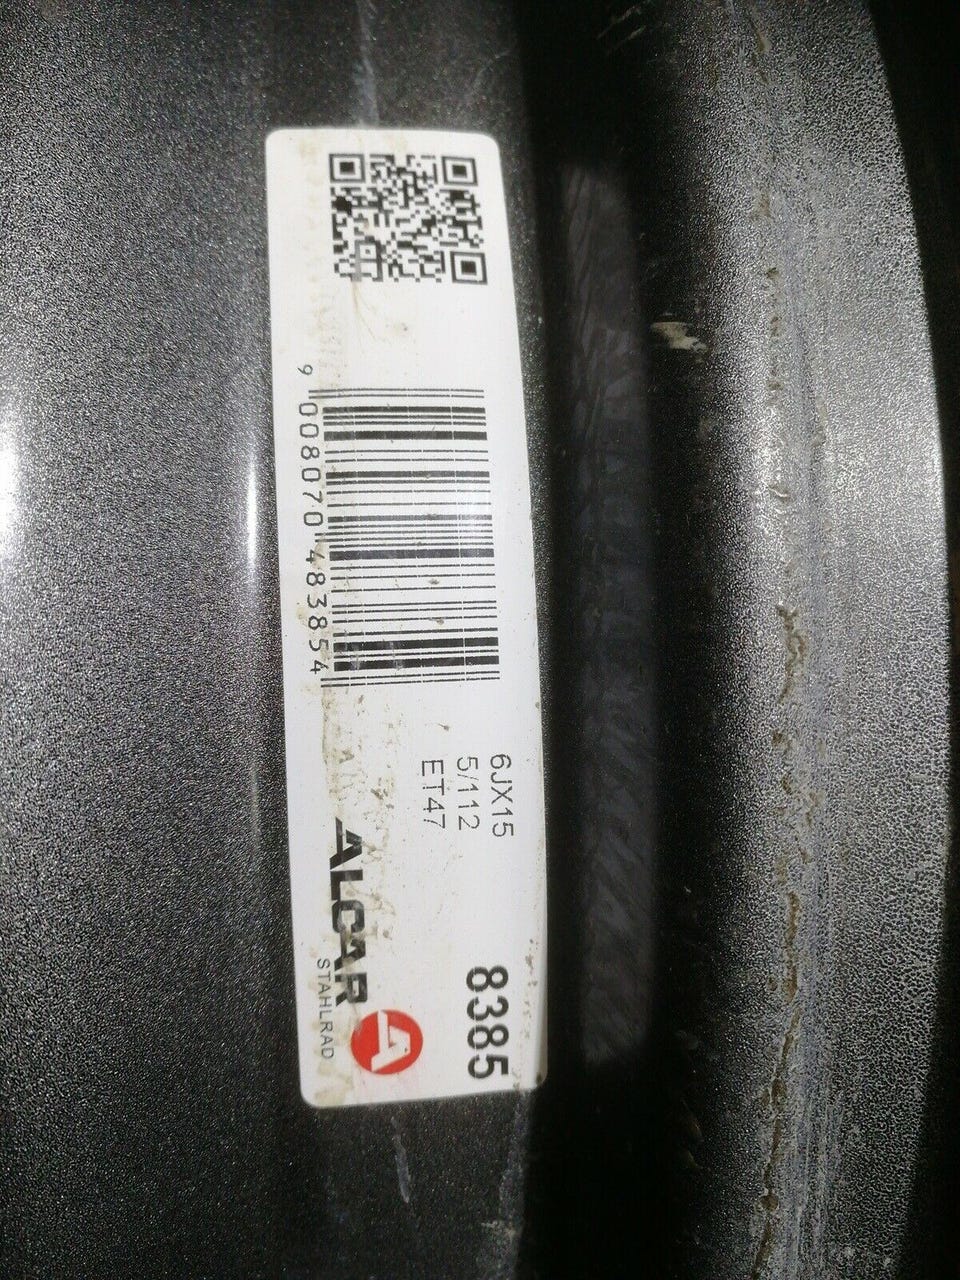 9 008070 483854
6JX15
5/112
ET47
8385
ALCAR
STAHLRAD